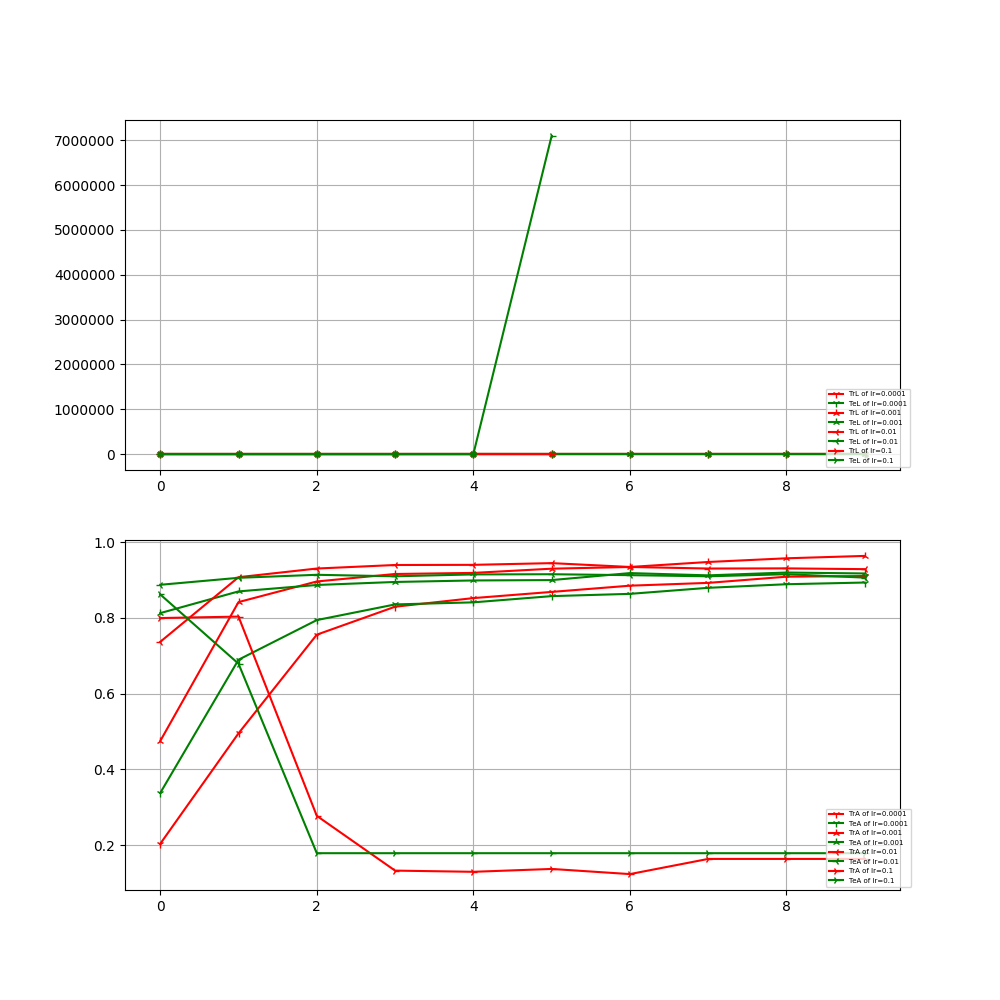 7000000
6000000
5000000
4000000
3000000
2000000
1000000
0
TrL of lr=0.0001
TeL of lr=0.0001
TrL of lr=0.001
TeL of lr=0.001
TrL of lr=0.01
TeL of lr=0.01
TrL of lr=0.1
TeL of lr=0.1
0 2 4 6 8
1.0
0.8
0.6
0.4
0.2
TrA of lr=0.0001
TeA of lr=0.0001
TrA of lr=0.001
TeA of lr=0.001
TrA of lr=0.01
TeA of lr=0.01
TrA of lr=0.1
TeA of lr=0.1
0 2 4 6 8